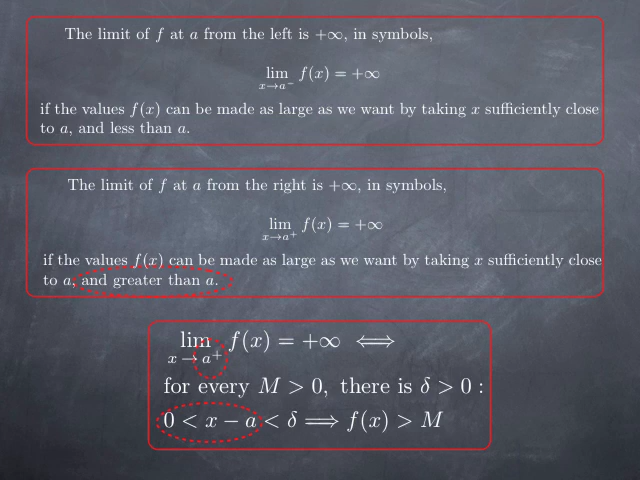 The limit of f at a from the left is +∞, in symbols,
lim f(x) = +∞
x→a⁻
if the values f(x) can be made as large as we want by taking x sufficiently close
to a, and less than a.
The limit of f at a from the right is +∞, in symbols,
lim f(x) = +∞
x→a⁺
if the values f(x) can be made as large as we want by taking x sufficiently close
to a, and greater than a.
lim f(x) = +∞ ⟺
x → a⁺
for every M > 0, there is δ > 0 :
0 < x − a < δ ⟹ f(x) > M